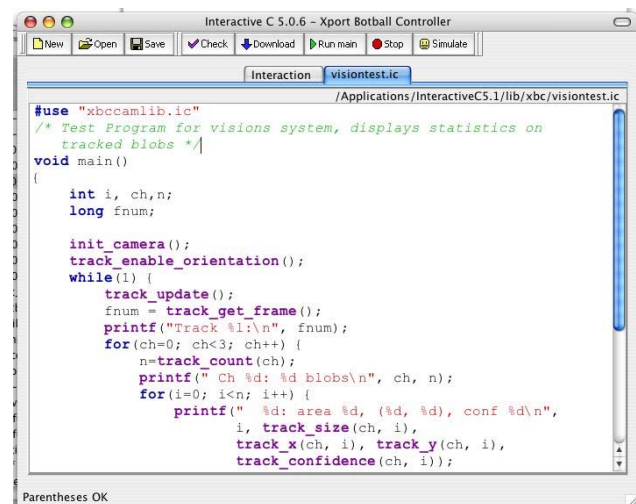 Interactive C 5.0.6 – Xport Botball Controller
New Open Save Check Download Run main Stop Simulate
Interaction visiontest.ic
/Applications/InteractiveC5.1/lib/xbc/visiontest.ic
#use "xbccamlib.ic"
/* Test Program for visions system, displays statistics on
tracked blobs */
void main()
{
int i, ch,n;
long fnum;
init_camera();
track_enable_orientation();
while(1) {
track_update();
fnum = track_get_frame();
printf("Track %l:\n", fnum);
for(ch=0; ch<3; ch++) {
n=track_count(ch);
printf(" Ch %d: %d blobs\n", ch, n);
for(i=0; i<n; i++) {
printf("  %d: area %d, (%d, %d), conf %d\n",
i, track_size(ch, i),
track_x(ch, i), track_y(ch, i),
track_confidence(ch, i));
Parentheses OK